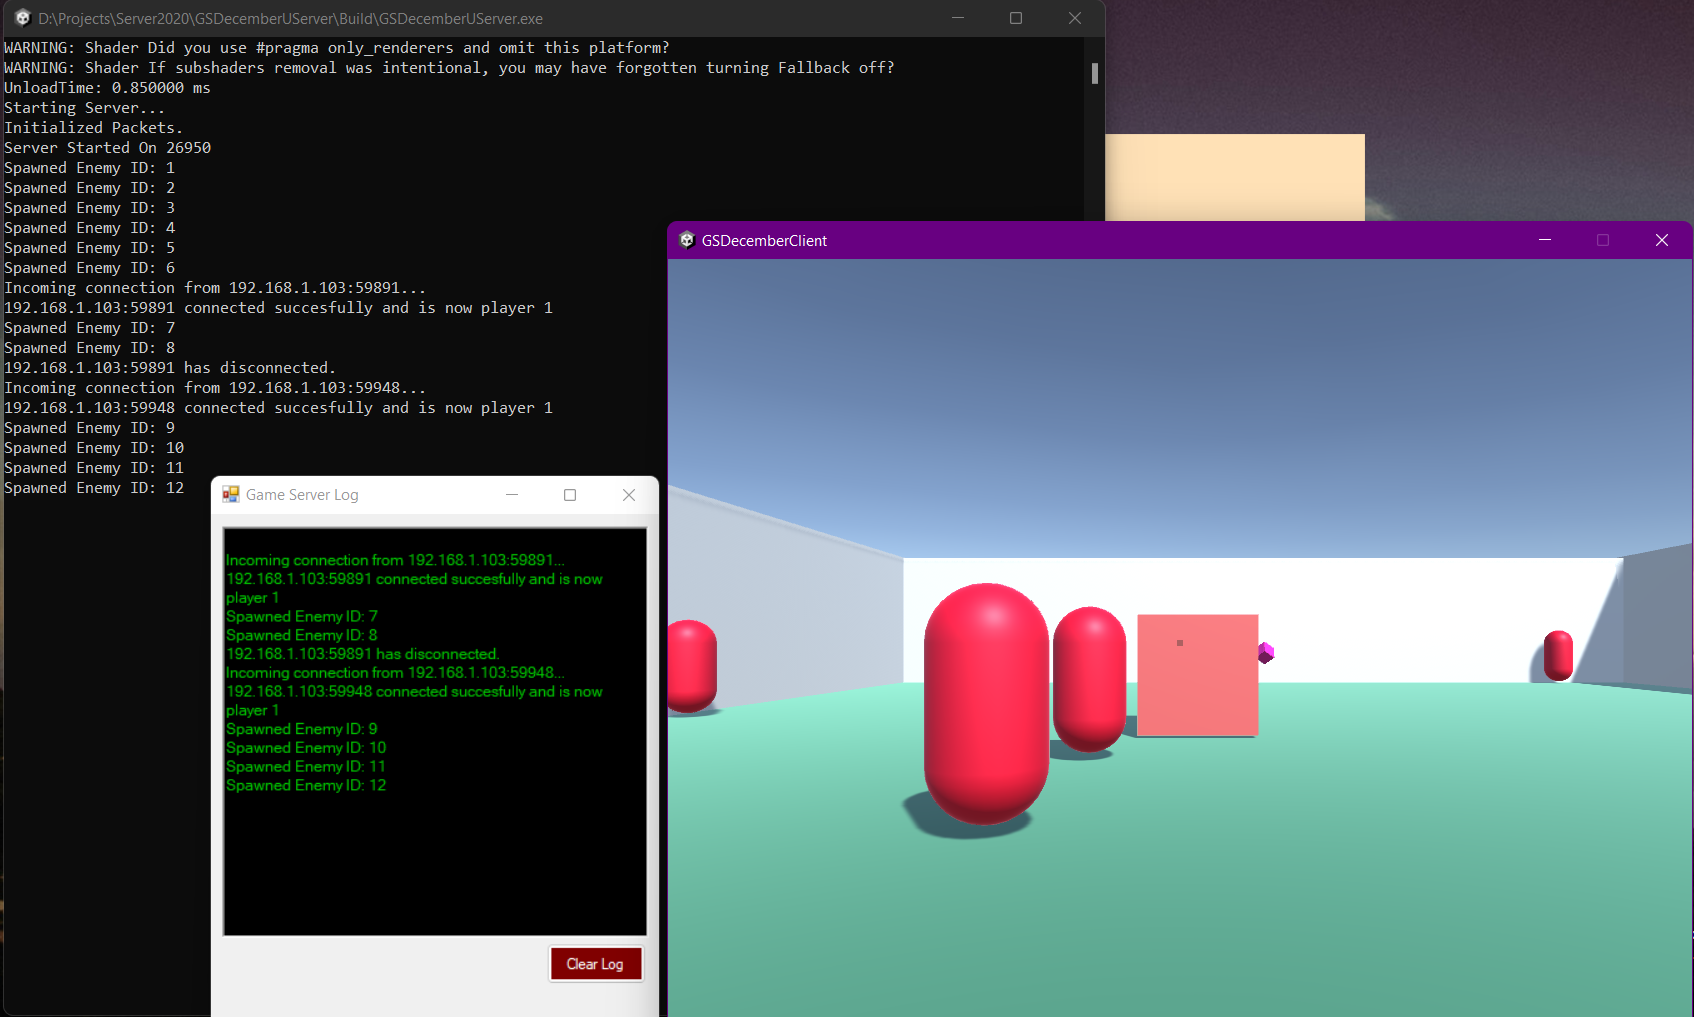 D:\Projects\Server2020\GSDecemberUServer\Build\GSDecemberUServer.exe
WARNING: Shader Did you use #pragma only_renderers and omit this platform?
WARNING: Shader If subshaders removal was intentional, you may have forgotten turning Fallback off?
UnloadTime: 0.850000 ms
Starting Server...
Initialized Packets.
Server Started On 26950
Spawned Enemy ID: 1
Spawned Enemy ID: 2
Spawned Enemy ID: 3
Spawned Enemy ID: 4
Spawned Enemy ID: 5
Spawned Enemy ID: 6
Incoming connection from 192.168.1.103:59891...
192.168.1.103:59891 connected succesfully and is now player 1
Spawned Enemy ID: 7
Spawned Enemy ID: 8
192.168.1.103:59891 has disconnected.
Incoming connection from 192.168.1.103:59948...
192.168.1.103:59948 connected succesfully and is now player 1
Spawned Enemy ID: 9
Spawned Enemy ID: 10
Spawned Enemy ID: 11
Spawned Enemy ID: 12
Game Server Log
Incoming connection from 192.168.1.103:59891...
192.168.1.103:59891 connected succesfully and is now
player 1
Spawned Enemy ID: 7
Spawned Enemy ID: 8
192.168.1.103:59891 has disconnected.
Incoming connection from 192.168.1.103:59948...
192.168.1.103:59948 connected succesfully and is now
player 1
Spawned Enemy ID: 9
Spawned Enemy ID: 10
Spawned Enemy ID: 11
Spawned Enemy ID: 12
Clear Log
GSDecemberClient